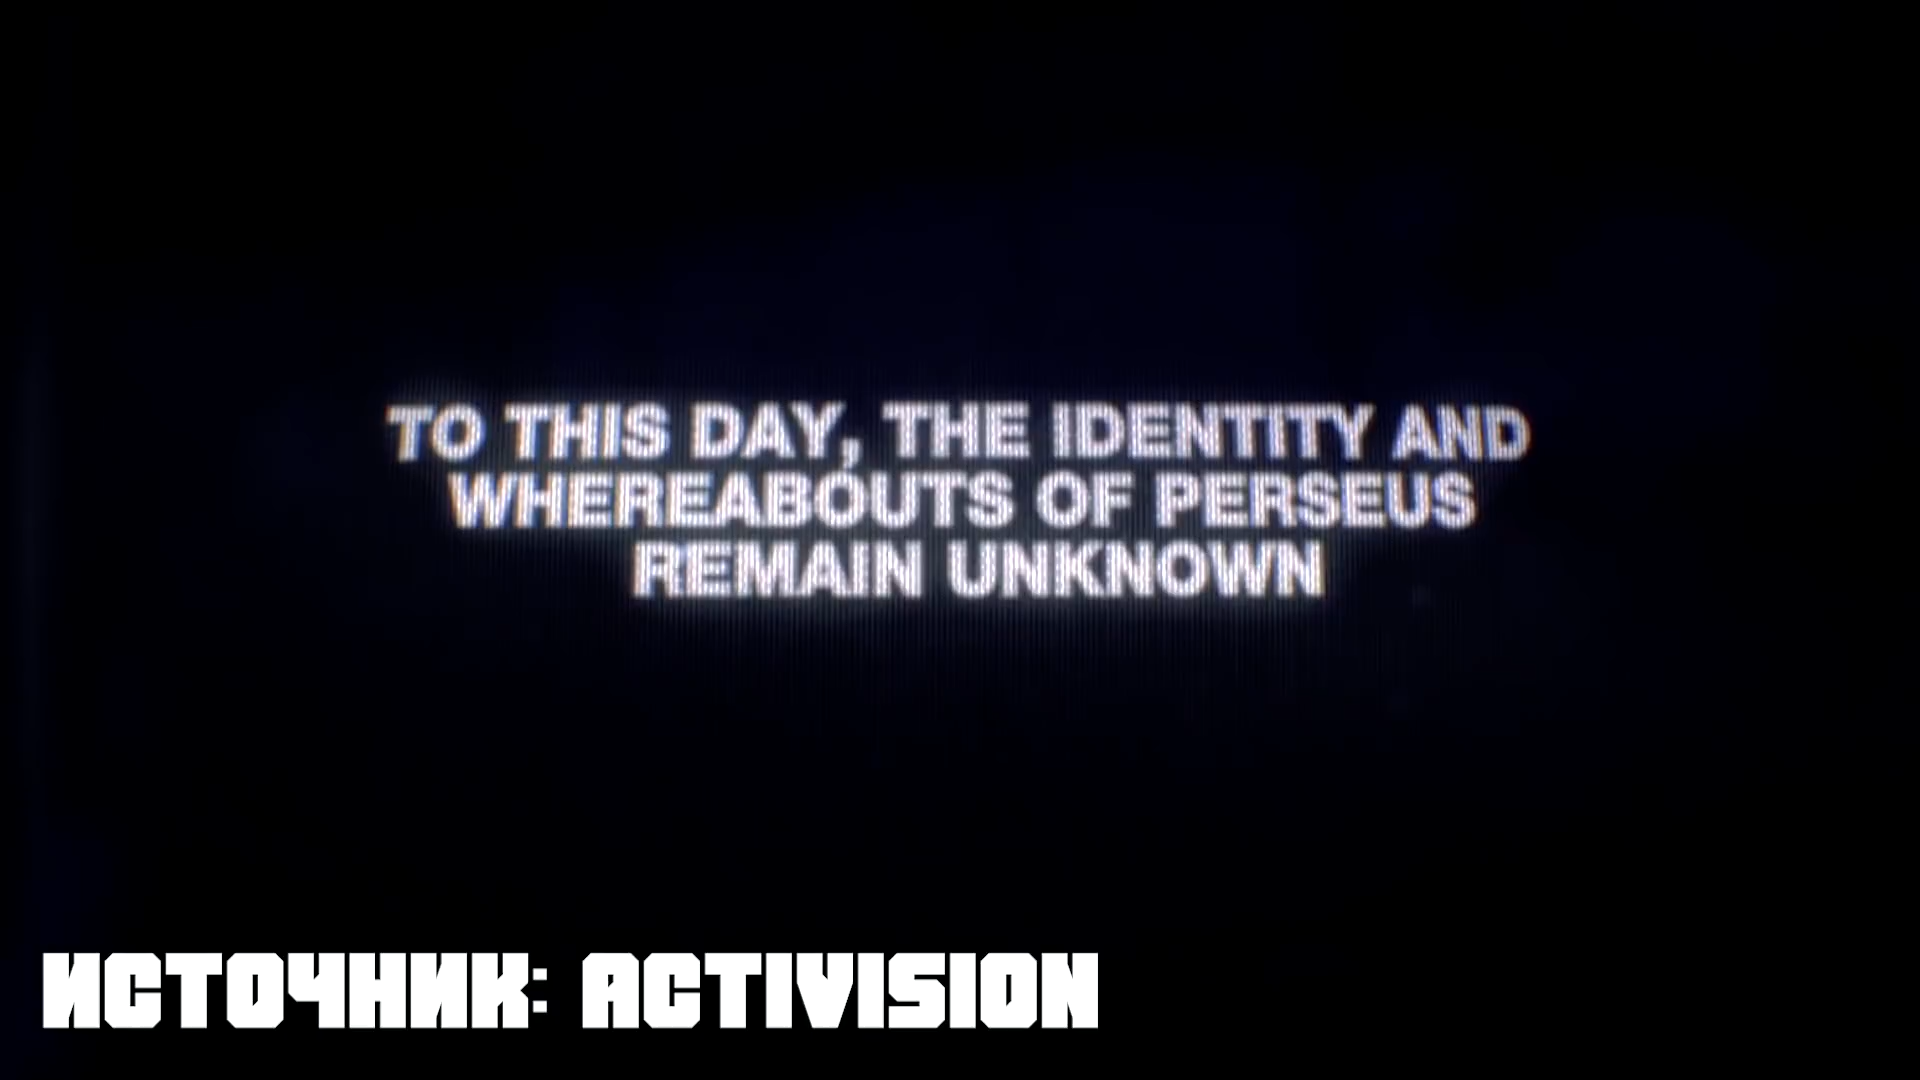 TO THIS DAY, THE IDENTITY AND
WHEREABOUTS OF PERSEUS
REMAIN UNKNOWN
ИСТОЧНИК: ACTIVISION